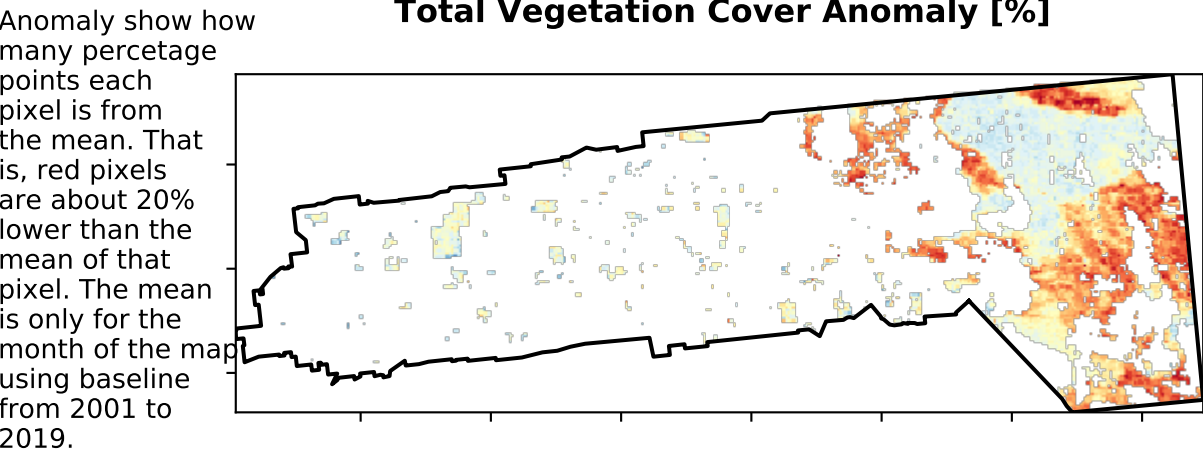 Total Vegetation Cover Anomaly [%]
Anomaly show how
many percetage
points each
pixel is from
the mean. That
is, red pixels
are about 20%
lower than the
mean of that
pixel. The mean
is only for the
month of the map
using baseline
from 2001 to
2019.